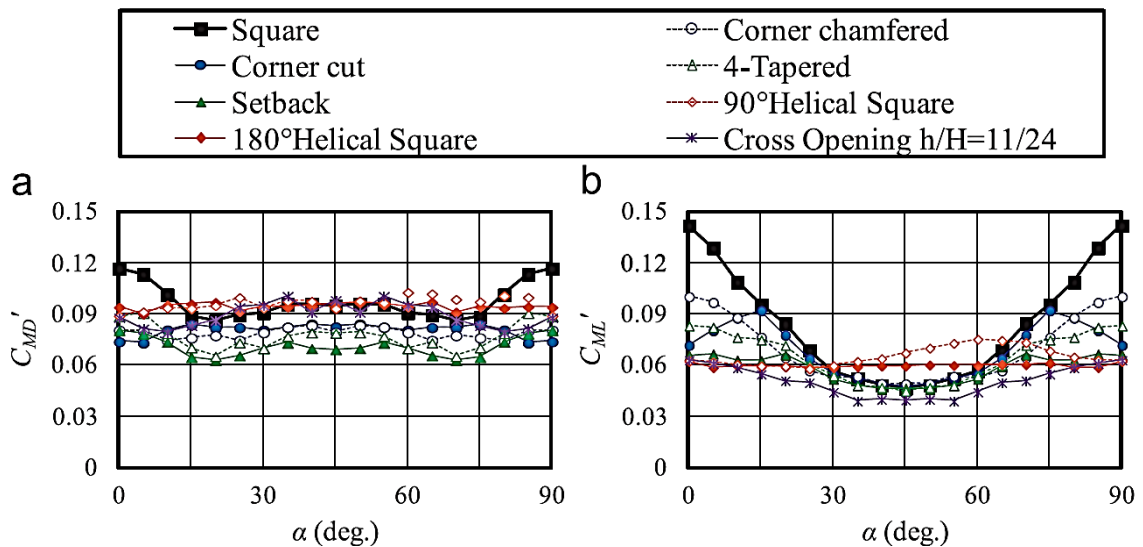 Square Corner chamfered
Corner cut 4-Tapered
Setback 90°Helical Square
180°Helical Square Cross Opening h/H=11/24
a b
0.15 0.15
0.12 0.12
0.09 0.09
0.06 0.06
0.03 0.03
0 0
C_MD' C_ML'
0 30 60 90 0 30 60 90
α (deg.) α (deg.)